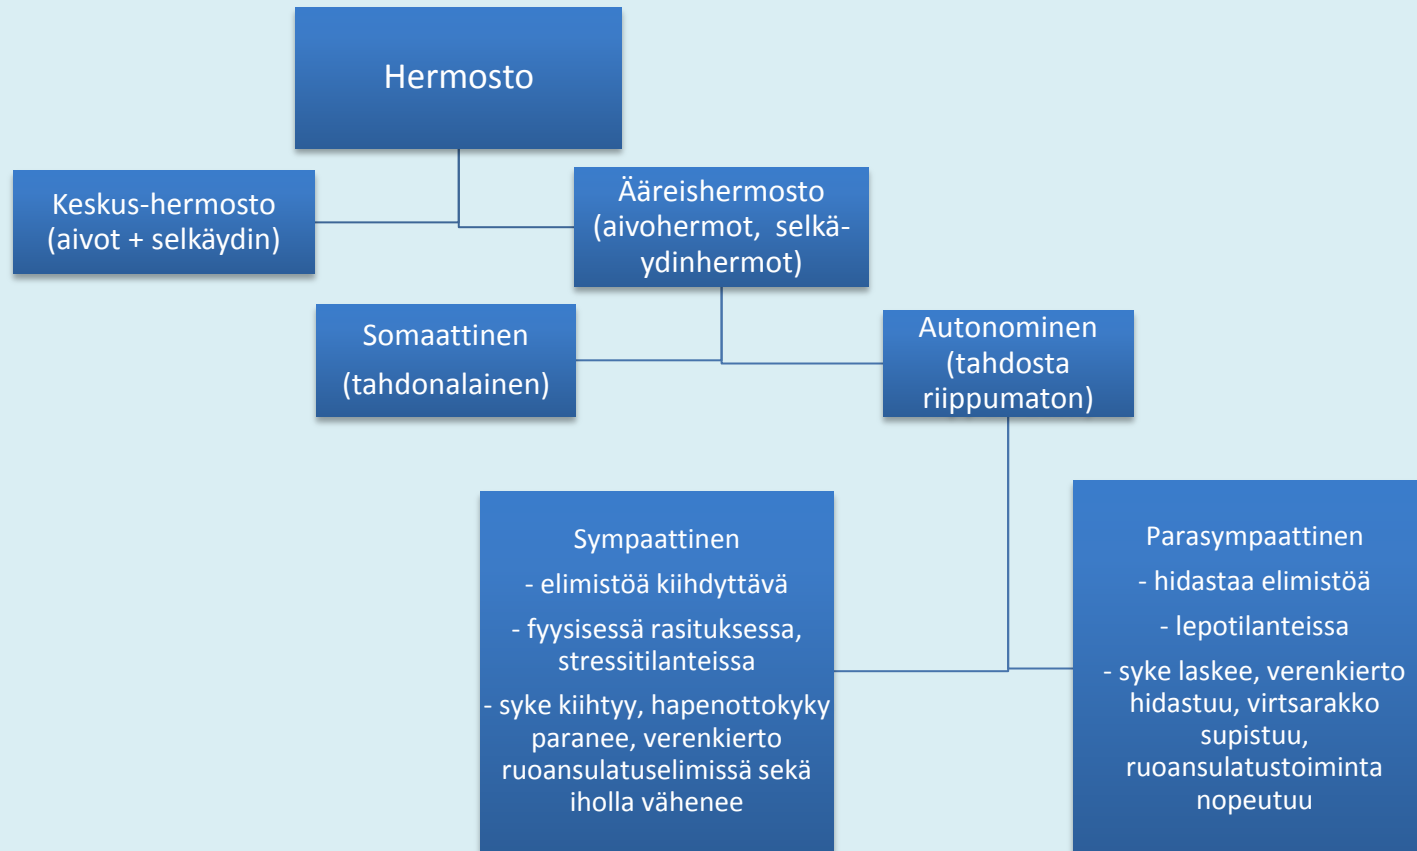 Hermosto
Keskus-hermosto
(aivot + selkäydin)
Ääreishermosto
(aivohermot, selkä-
ydinhermot)
Somaattinen
(tahdonalainen)
Autonominen
(tahdosta
riippumaton)
Sympaattinen
- elimistöä kiihdyttävä
- fyysisessä rasituksessa,
stressitilanteissa
- syke kiihtyy, hapenottokyky
paranee, verenkierto
ruoansulatuselimissä sekä
iholla vähenee
Parasympaattinen
- hidastaa elimistöä
- lepotilanteissa
- syke laskee, verenkierto
hidastuu, virtsarakko
supistuu,
ruoansulatustoiminta
nopeutuu